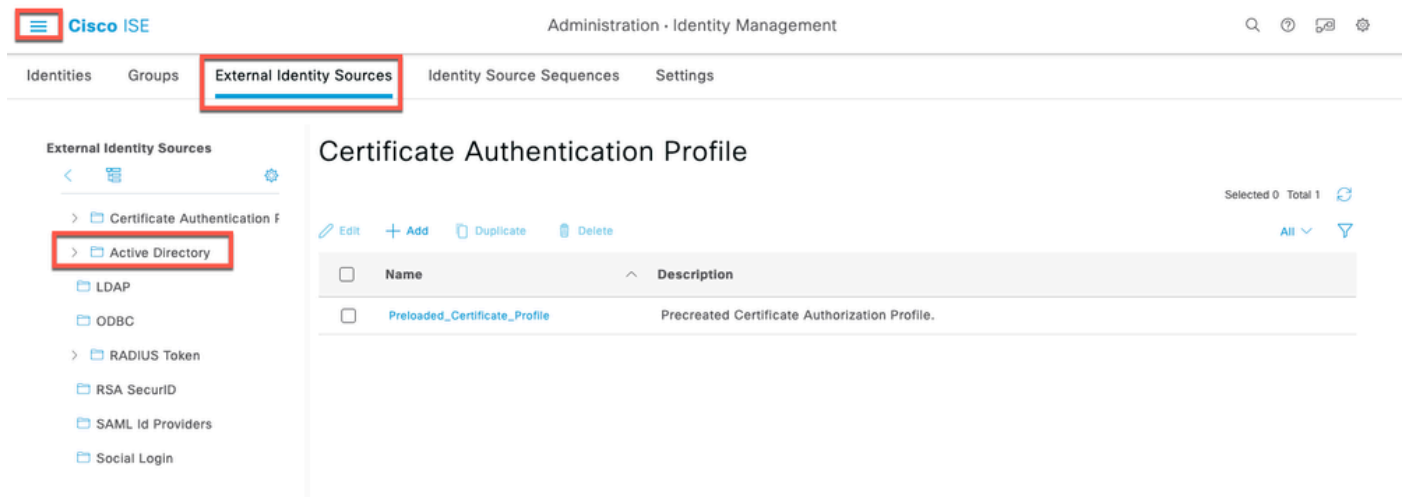 Cisco ISE
Administration · Identity Management
Identities Groups External Identity Sources Identity Source Sequences Settings
External Identity Sources
Certificate Authentication F
Active Directory
LDAP
ODBC
RADIUS Token
RSA SecurID
SAML Id Providers
Social Login
Certificate Authentication Profile
Selected 0 Total 1
Edit Add Duplicate Delete
All
Name Description
Preloaded_Certificate_Profile Precreated Certificate Authorization Profile.